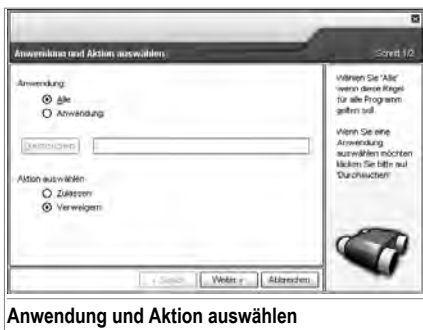 Anwendung und Aktion auswählen
Schritt 1/2
Anwendung:
Alle
Anwendung:
Durchsuchen
Aktion auswählen
Zulassen
Verweigern
Wählen Sie 'Alle'
wenn diese Regel
für alle Programm
gelten soll.
Wenn Sie eine
Anwendung
auswählen möchten
klicken Sie bitte auf
'Durchsuchen'
< Zurück
Weiter >
Abbrechen
Anwendung und Aktion auswählen